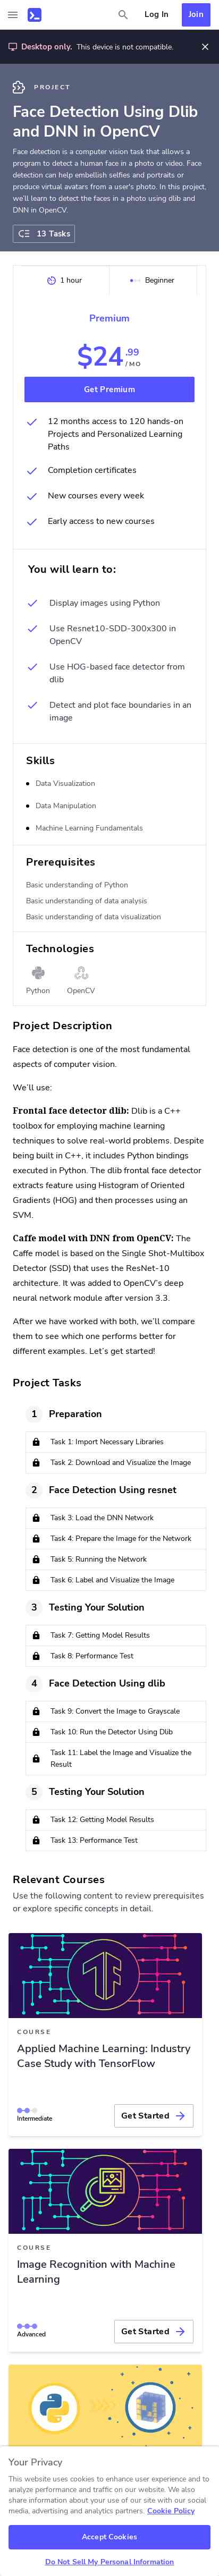 Log In
Join
Desktop only. This device is not compatible.
PROJECT
Face Detection Using Dlib
and DNN in OpenCV
Face detection is a computer vision task that allows a
program to detect a human face in a photo or video. Face
detection can help embellish selfies and portraits or
produce virtual avatars from a user's photo. In this project,
we'll learn to detect the faces in a photo using dlib and
DNN in OpenCV.
13 Tasks
1 hour
Beginner
Premium
$24.99
/MO
Get Premium
12 months access to 120 hands-on
Projects and Personalized Learning
Paths
Completion certificates
New courses every week
Early access to new courses
You will learn to:
Display images using Python
Use Resnet10-SDD-300x300 in
OpenCV
Use HOG-based face detector from
dlib
Detect and plot face boundaries in an
image
Skills
Data Visualization
Data Manipulation
Machine Learning Fundamentals
Prerequisites
Basic understanding of Python
Basic understanding of data analysis
Basic understanding of data visualization
Technologies
Python
OpenCV
Project Description
Face detection is one of the most fundamental
aspects of computer vision.
We'll use:
Frontal face detector dlib: Dlib is a C++
toolbox for employing machine learning
techniques to solve real-world problems. Despite
being built in C++, it includes Python bindings
executed in Python. The dlib frontal face detector
extracts feature using Histogram of Oriented
Gradients (HOG) and then processes using an
SVM.
Caffe model with DNN from OpenCV: The
Caffe model is based on the Single Shot-Multibox
Detector (SSD) that uses the ResNet-10
architecture. It was added to OpenCV's deep
neural network module after version 3.3.
After we have worked with both, we'll compare
them to see which one performs better for
different examples. Let's get started!
Project Tasks
1 Preparation
Task 1: Import Necessary Libraries
Task 2: Download and Visualize the Image
2 Face Detection Using resnet
Task 3: Load the DNN Network
Task 4: Prepare the Image for the Network
Task 5: Running the Network
Task 6: Label and Visualize the Image
3 Testing Your Solution
Task 7: Getting Model Results
Task 8: Performance Test
4 Face Detection Using dlib
Task 9: Convert the Image to Grayscale
Task 10: Run the Detector Using Dlib
Task 11: Label the Image and Visualize the
Result
5 Testing Your Solution
Task 12: Getting Model Results
Task 13: Performance Test
Relevant Courses
Use the following content to review prerequisites
or explore specific concepts in detail.
COURSE
Applied Machine Learning: Industry
Case Study with TensorFlow
Intermediate
Get Started
COURSE
Image Recognition with Machine
Learning
Advanced
Get Started
Your Privacy
This website uses cookies to enhance user experience and to
analyze performance and traffic on our website. We also
share information about your use of our site with our social
media, advertising and analytics partners. Cookie Policy
Accept Cookies
Do Not Sell My Personal Information